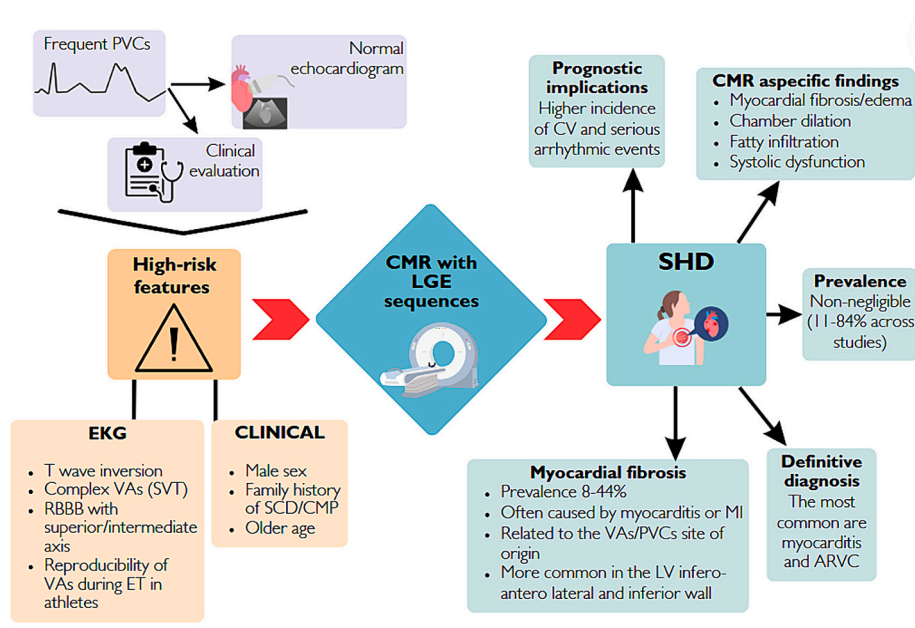 Frequent PVCs
Normal
echocardiogram
Clinical
evaluation
High-risk
features
EKG
• T wave inversion
• Complex VAs (SVT)
• RBBB with
superior/intermediate
axis
• Reproducibility of
VAs during ET in
athletes
CLINICAL
• Male sex
• Family history
of SCD/CMP
• Older age
CMR with
LGE
sequences
SHD
Prognostic
implications
Higher incidence
of CV and serious
arrhythmic events
CMR aspecific findings
• Myocardial fibrosis/edema
• Chamber dilation
• Fatty infiltration
• Systolic dysfunction
Prevalence
Non-negligible
(11-84% across
studies)
Myocardial fibrosis
• Prevalence 8-44%
• Often caused by myocarditis or MI
• Related to the VAs/PVCs site of
origin
• More common in the LV infero-
antero lateral and inferior wall
Definitive
diagnosis
The most
common are
myocarditis
and ARVC